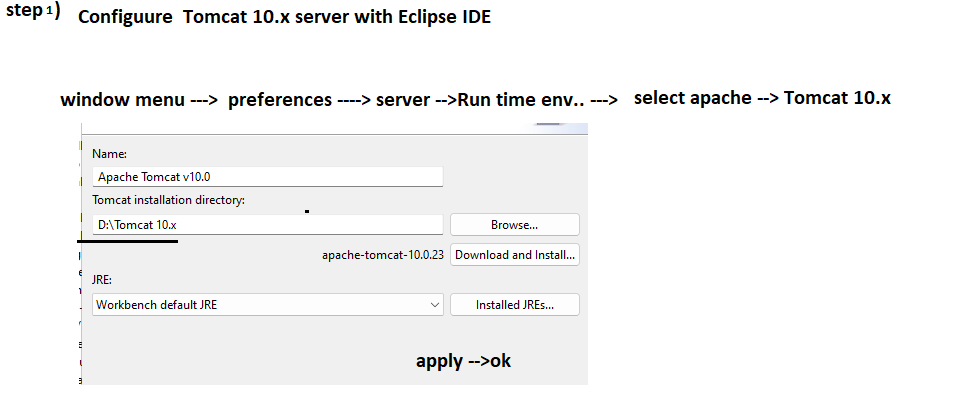 step 1) Configuure Tomcat 10.x server with Eclipse IDE
window menu ---> preferences ----> server -->Run time env.. ---> select apache --> Tomcat 10.x
Name:
Apache Tomcat v10.0
Tomcat installation directory:
D:\Tomcat 10.x Browse...
apache-tomcat-10.0.23 Download and Install...
JRE:
Workbench default JRE Installed JREs...
apply -->ok